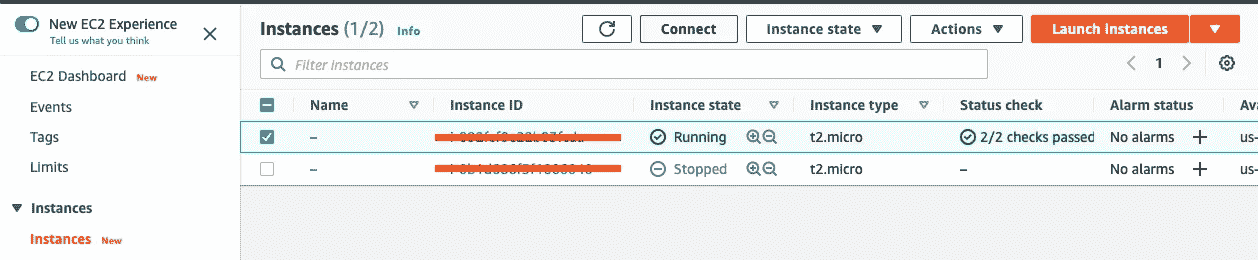 New EC2 Experience
Tell us what you think
EC2 Dashboard New
Events
Tags
Limits
Instances
Instances New
Instances (1/2) Info
Connect
Instance state
Actions
Launch instances
Filter instances
1
Name Instance ID Instance state Instance type Status check Alarm status Ava
– Running t2.micro 2/2 checks passed No alarms + us-
– Stopped t2.micro – No alarms + us-